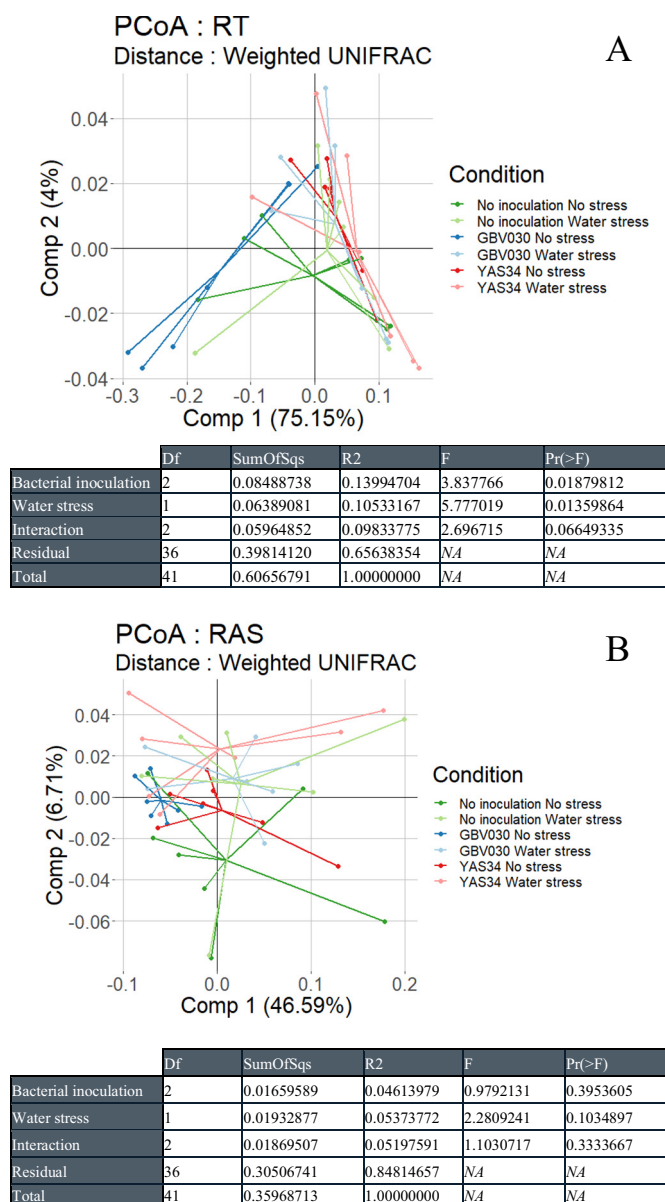 PCoA : RT
Distance : Weighted UNIFRAC
A
0.04
0.02
0.00
-0.02
-0.04
Comp 2 (4%)
-0.3 -0.2 -0.1 0.0 0.1
Comp 1 (75.15%)
Condition
No inoculation No stress
No inoculation Water stress
GBV030 No stress
GBV030 Water stress
YAS34 No stress
YAS34 Water stress
Df SumOfSqs R2 F Pr(>F)
Bacterial inoculation 2 0.08488738 0.13994704 3.837766 0.01879812
Water stress 1 0.06389081 0.10533167 5.777019 0.01359864
Interaction 2 0.05964852 0.09833775 2.696715 0.06649335
Residual 36 0.39814120 0.65638354 NA NA
Total 41 0.60656791 1.00000000 NA NA
PCoA : RAS
Distance : Weighted UNIFRAC
B
0.04
0.02
0.00
-0.02
-0.04
-0.06
Comp 2 (6.71%)
-0.1 0.0 0.1 0.2
Comp 1 (46.59%)
Condition
No inoculation No stress
No inoculation Water stress
GBV030 No stress
GBV030 Water stress
YAS34 No stress
YAS34 Water stress
Df SumOfSqs R2 F Pr(>F)
Bacterial inoculation 2 0.01659589 0.04613979 0.9792131 0.3953605
Water stress 1 0.01932877 0.05373772 2.2809241 0.1034897
Interaction 2 0.01869507 0.05197591 1.1030717 0.3333667
Residual 36 0.30506741 0.84814657 NA NA
Total 41 0.35968713 1.00000000 NA NA